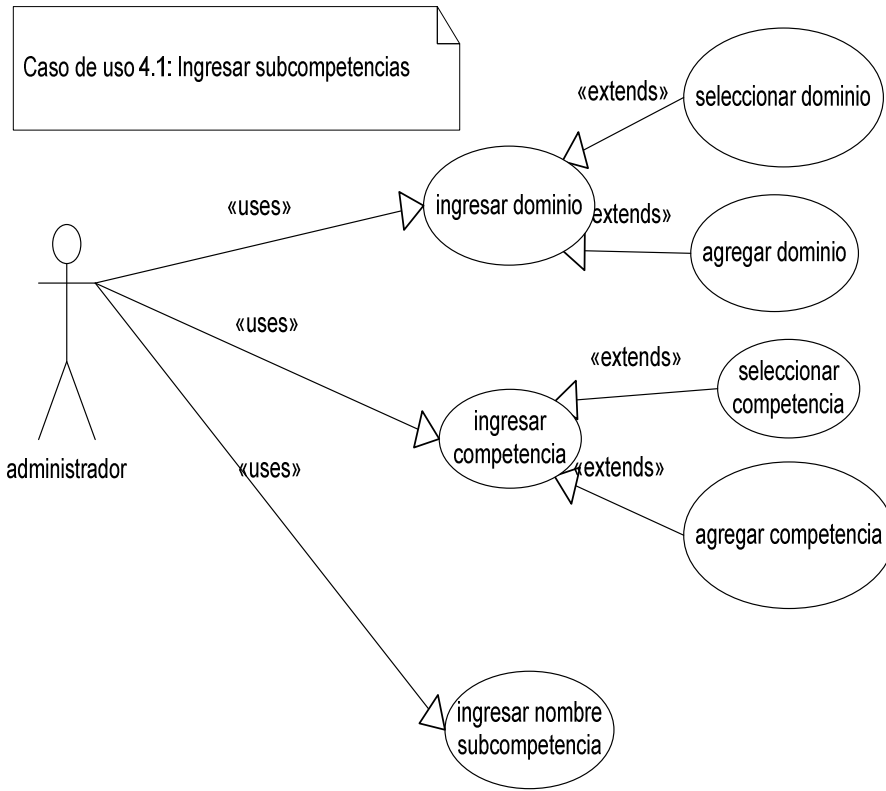 Caso de uso 4.1: Ingresar subcompetencias
«extends»
seleccionar dominio
«uses»
ingresar dominio
extends»
agregar dominio
«uses»
«extends»
seleccionar
competencia
ingresar
competencia
administrador
«uses»
«extends»
agregar competencia
ingresar nombre
subcompetencia